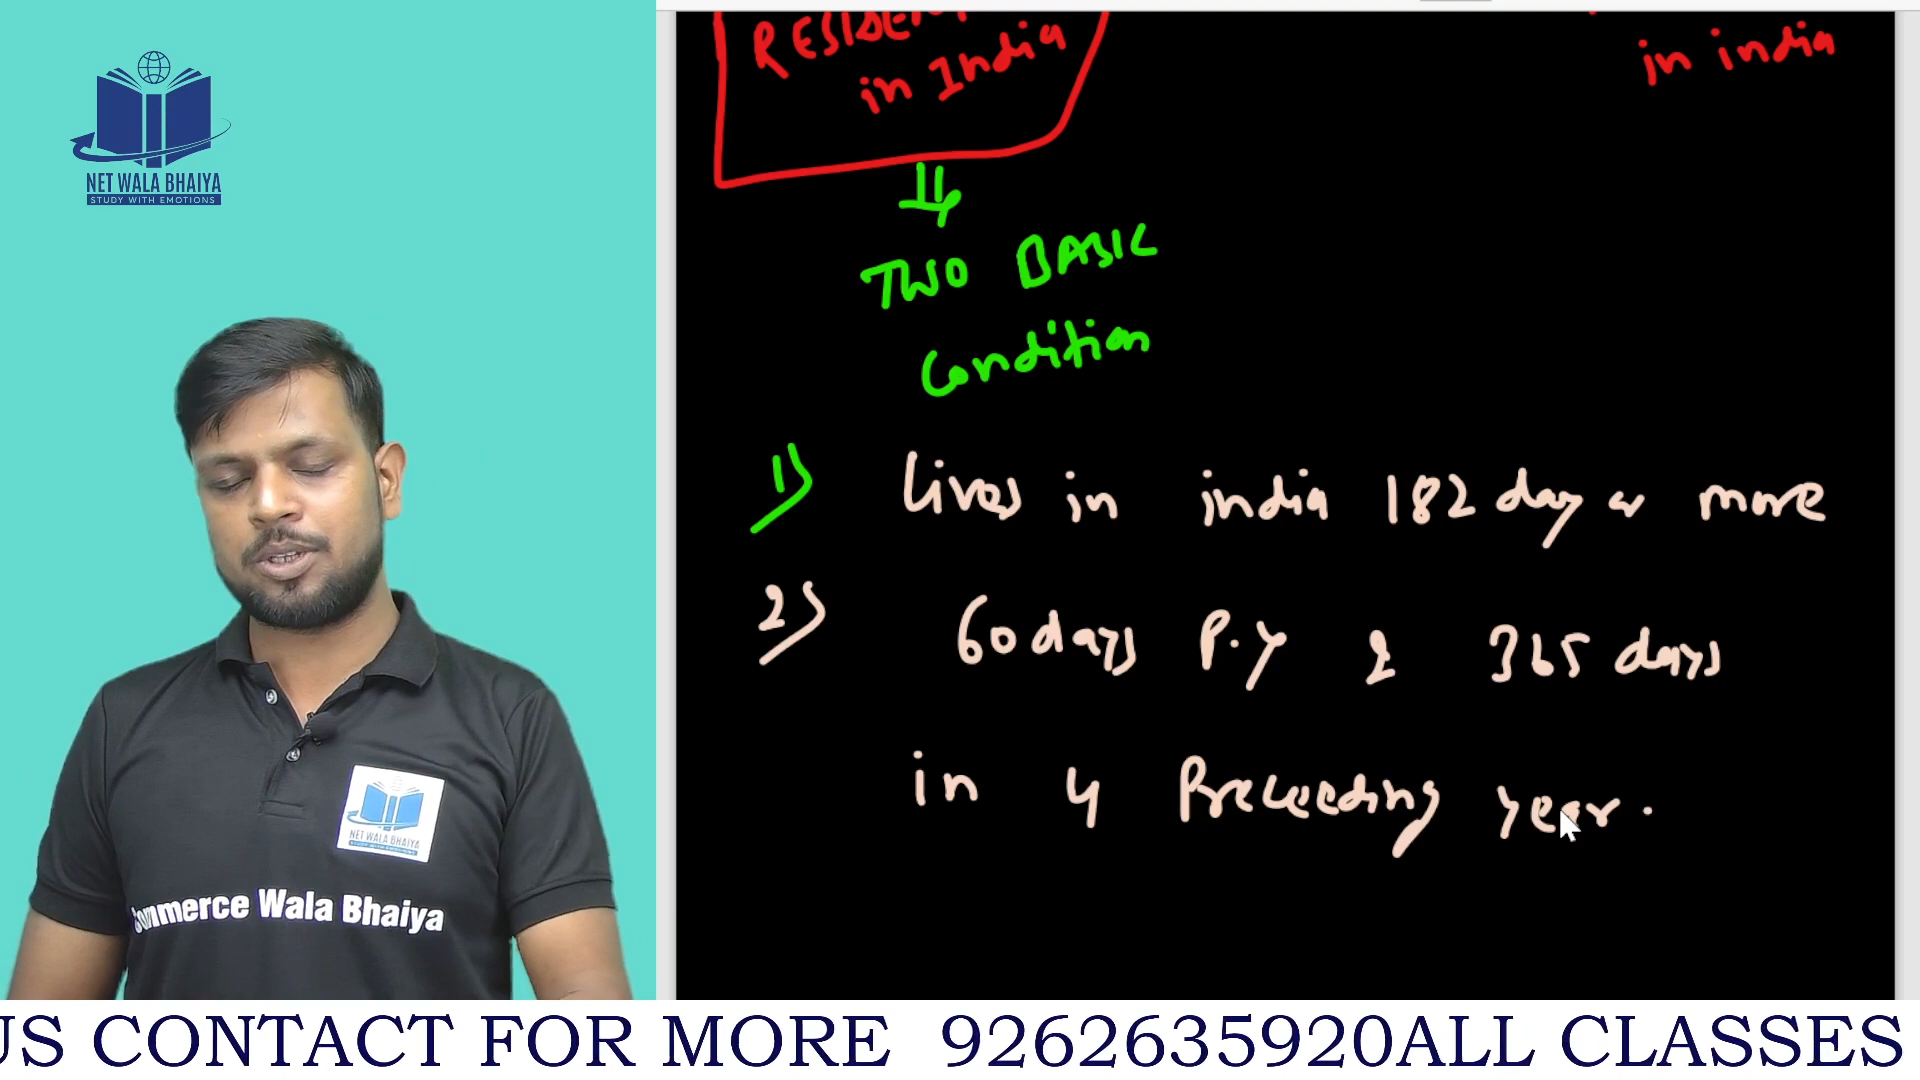 NET WALA BHAIYA
STUDY WITH EMOTIONS
RESIDEN
in India
in india
TWO BASIC
Condition
1) Lives in india 182 day or more
2) 60 days P.Y & 365 days
in 4 Preceeding year.
NET WALA BHAIYA
Commerce Wala Bhaiya
US CONTACT FOR MORE 9262635920ALL CLASSES